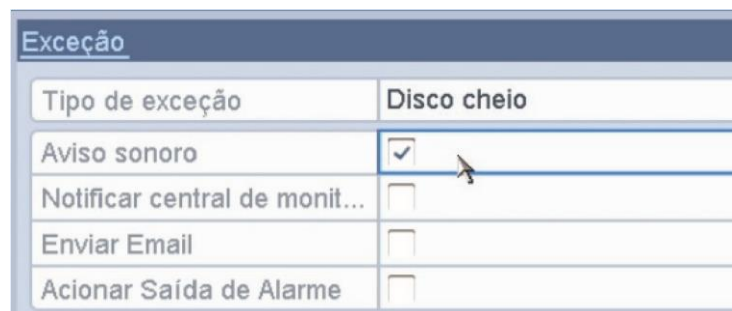 Exceção
Tipo de exceção Disco cheio
Aviso sonoro
Notificar central de monit...
Enviar Email
Acionar Saída de Alarme